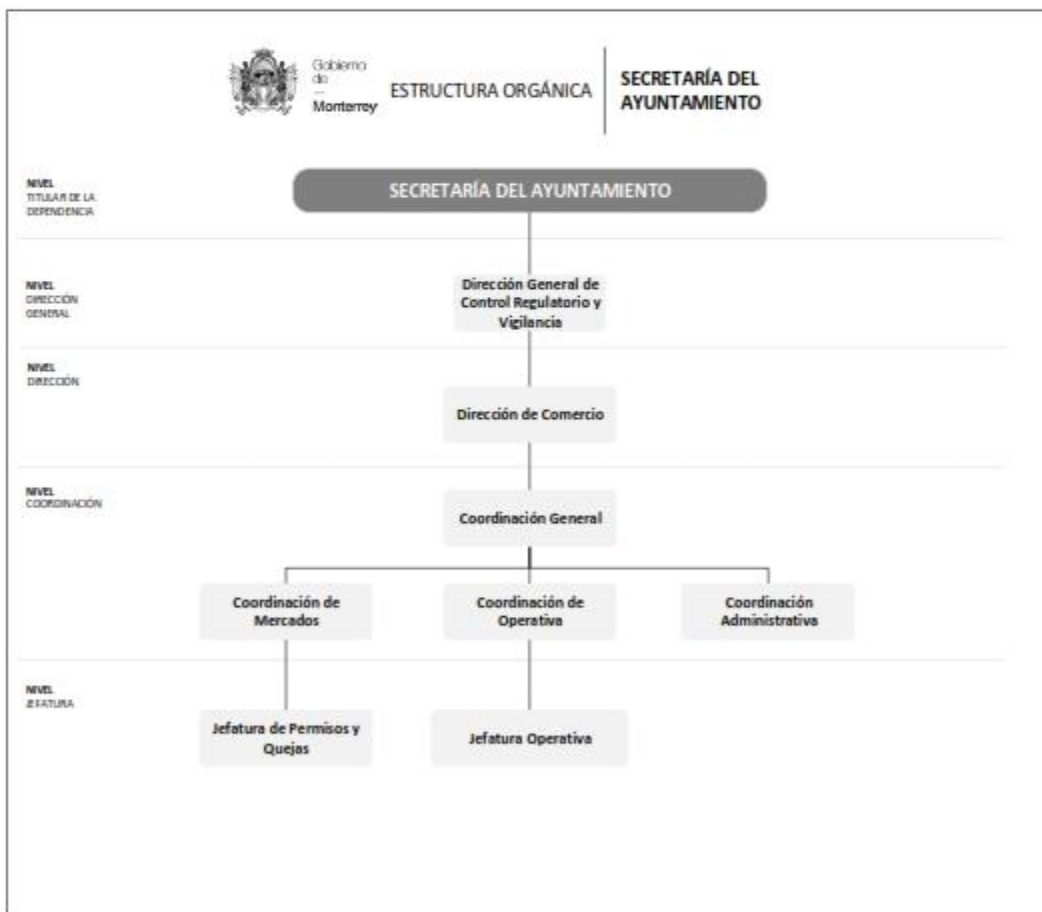 Gobierno
de
—
Monterrey
ESTRUCTURA ORGÁNICA
SECRETARÍA DEL
AYUNTAMIENTO
NIVEL
TITULAR DE LA
DEPENDENCIA
SECRETARÍA DEL AYUNTAMIENTO
NIVEL
DIRECCIÓN
GENERAL
Dirección General de
Control Regulatorio y
Vigilancia
NIVEL
DIRECCIÓN
Dirección de Comercio
NIVEL
COORDINACIÓN
Coordinación General
Coordinación de
Mercados
Coordinación de
Operativa
Coordinación
Administrativa
NIVEL
JEFATURA
Jefatura de Permisos y
Quejas
Jefatura Operativa